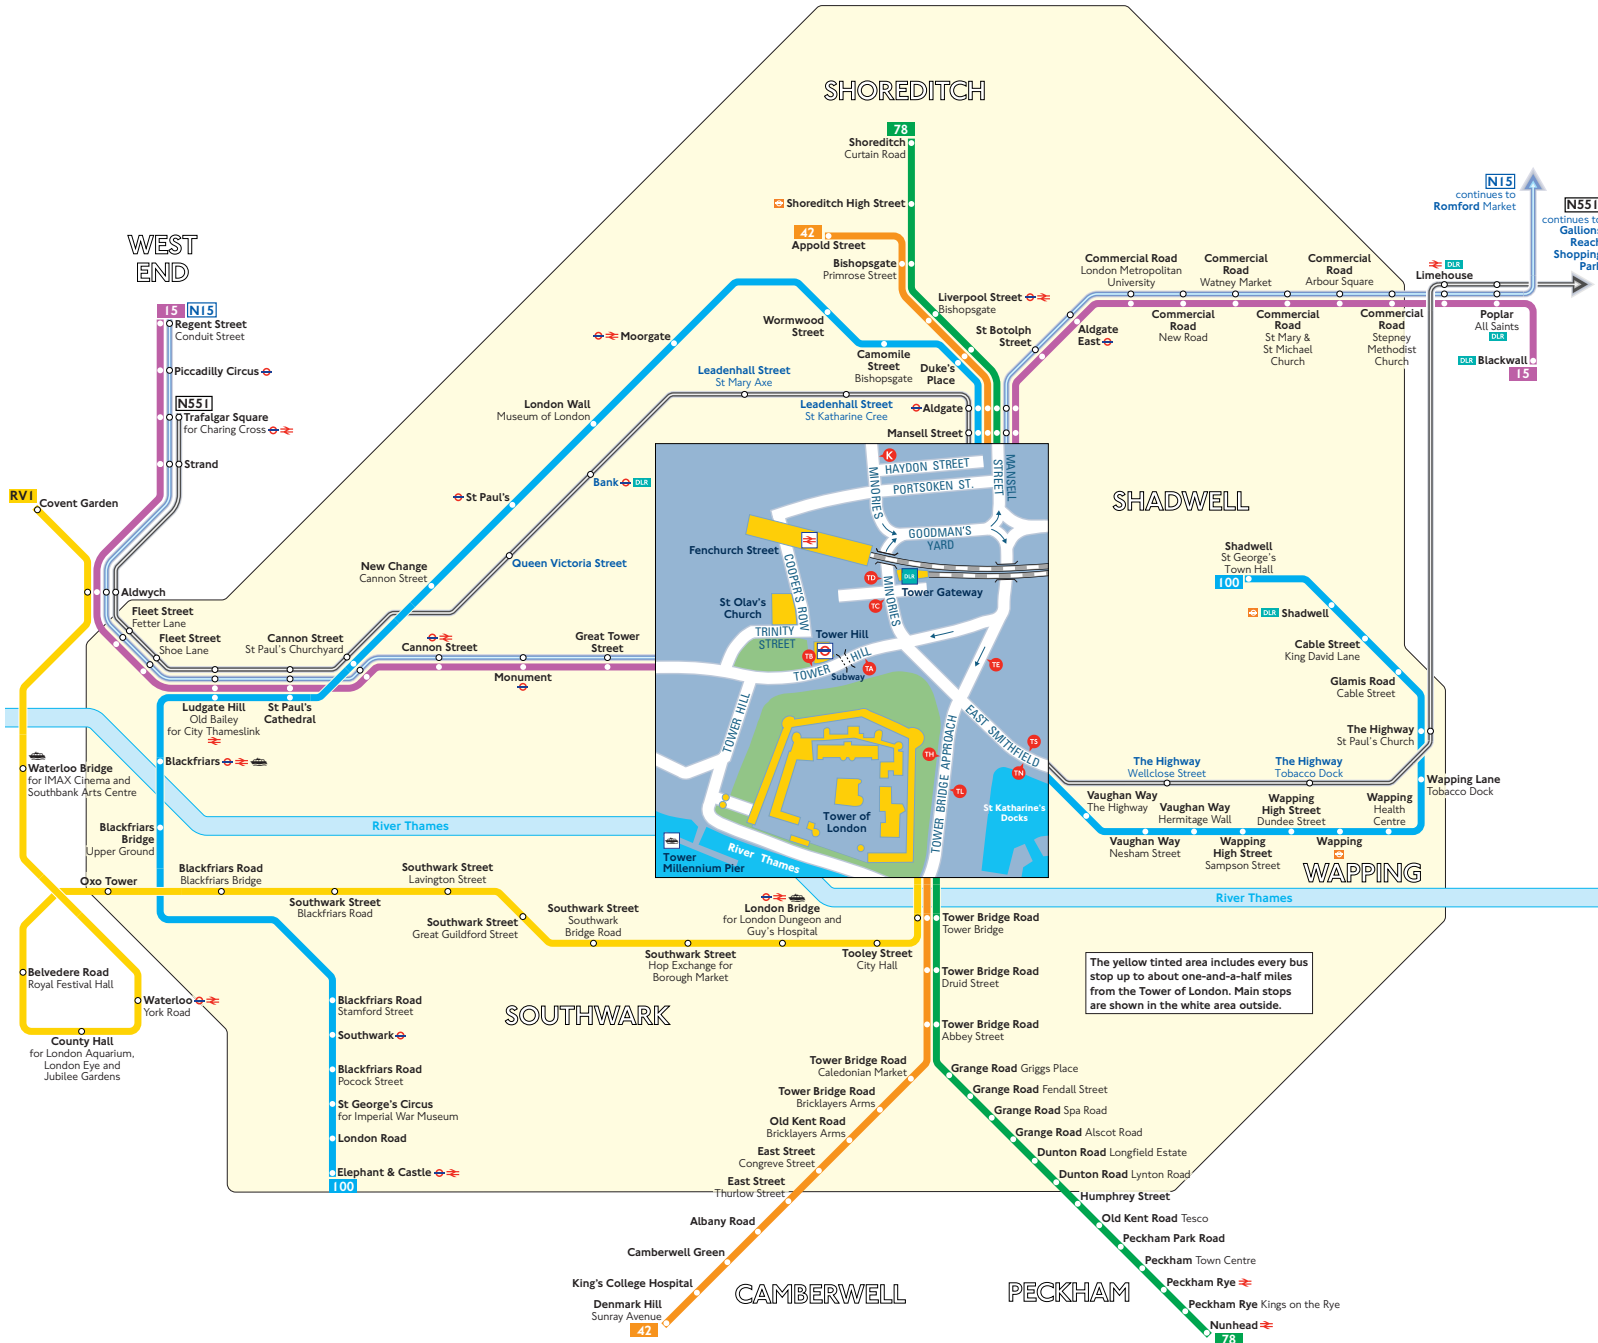 SHOREDITCH
78
Shoreditch
Curtain Road
Shoreditch High Street
42
Appold Street
Bishopsgate
Primrose Street
Liverpool Street
Bishopsgate
St Botolph
Street
Wormwood
Street
Camomile
Street
Bishopsgate
Duke's
Place
Moorgate
London Wall
Museum of London
Leadenhall Street
St Mary Axe
Leadenhall Street
St Katharine Cree
Aldgate
Mansell Street
St Paul's
Bank
DLR
Queen Victoria Street
New Change
Cannon Street
WEST
END
15
N15
Regent Street
Conduit Street
Piccadilly Circus
N551
Trafalgar Square
for Charing Cross
Strand
RV1
Covent Garden
Aldwych
Fleet Street
Fetter Lane
Fleet Street
Shoe Lane
Cannon Street
St Paul's Churchyard
Cannon Street
Great Tower
Street
Monument
Ludgate Hill
Old Bailey
for City Thameslink
St Paul's
Cathedral
Blackfriars
Waterloo Bridge
for IMAX Cinema and
Southbank Arts Centre
Blackfriars
Bridge
Upper Ground
River Thames
Oxo Tower
Blackfriars Road
Blackfriars Bridge
Southwark Street
Blackfriars Road
Southwark Street
Lavington Street
Southwark Street
Great Guildford Street
Southwark Street
Southwark
Bridge Road
Southwark Street
Hop Exchange for
Borough Market
London Bridge
for London Dungeon and
Guy's Hospital
Tooley Street
City Hall
Belvedere Road
Royal Festival Hall
Waterloo
York Road
County Hall
for London Aquarium,
London Eye and
Jubilee Gardens
Blackfriars Road
Stamford Street
Southwark
Blackfriars Road
Pocock Street
St George's Circus
for Imperial War Museum
London Road
Elephant & Castle
100
SOUTHWARK
N15
continues to
Romford Market
N551
continues to
Gallions
Reach
Shopping
Park
DLR
Limehouse
Commercial Road
London Metropolitan
University
Commercial
Road
Watney Market
Commercial
Road
Arbour Square
Aldgate
East
Commercial
Road
New Road
Commercial
Road
St Mary &
St Michael
Church
Commercial
Road
Stepney
Methodist
Church
Poplar
All Saints
DLR
DLR
Blackwall
15
SHADWELL
Shadwell
St George's
Town Hall
100
DLR
Shadwell
Cable Street
King David Lane
Glamis Road
Cable Street
The Highway
St Paul's Church
The Highway
Wellclose Street
The Highway
Tobacco Dock
Wapping Lane
Tobacco Dock
Vaughan Way
The Highway
Vaughan Way
Hermitage Wall
Wapping
High Street
Dundee Street
Wapping
Health
Centre
Vaughan Way
Nesham Street
Wapping
High Street
Sampson Street
Wapping
WAPPING
River Thames
K
HAYDON STREET
PORTSOKEN ST.
MINORIES
MANSELL
STREET
GOODMAN'S
YARD
Fenchurch Street
COOPER'S ROW
TD
DLR
Tower Gateway
TC
MINORIES
St Olav's
Church
TRINITY
STREET
Tower Hill
TB
TOWER HILL
Subway
TA
TE
TOWER HILL
EAST SMITHFIELD
TS
TN
TH
TL
TOWER BRIDGE APPROACH
Tower of
London
St Katharine's
Docks
Tower
Millennium Pier
River Thames
Tower Bridge Road
Tower Bridge
Tower Bridge Road
Druid Street
Tower Bridge Road
Abbey Street
The yellow tinted area includes every bus
stop up to about one-and-a-half miles
from the Tower of London. Main stops
are shown in the white area outside.
Tower Bridge Road
Caledonian Market
Tower Bridge Road
Bricklayers Arms
Old Kent Road
Bricklayers Arms
East Street
Congreve Street
East Street
Thurlow Street
Albany Road
Camberwell Green
King's College Hospital
Denmark Hill
Sunray Avenue
42
CAMBERWELL
Grange Road Griggs Place
Grange Road Fendall Street
Grange Road Spa Road
Grange Road Alscot Road
Dunton Road Longfield Estate
Dunton Road Lynton Road
Humphrey Street
Old Kent Road Tesco
Peckham Park Road
Peckham Town Centre
Peckham Rye
Peckham Rye Kings on the Rye
Nunhead
78
PECKHAM